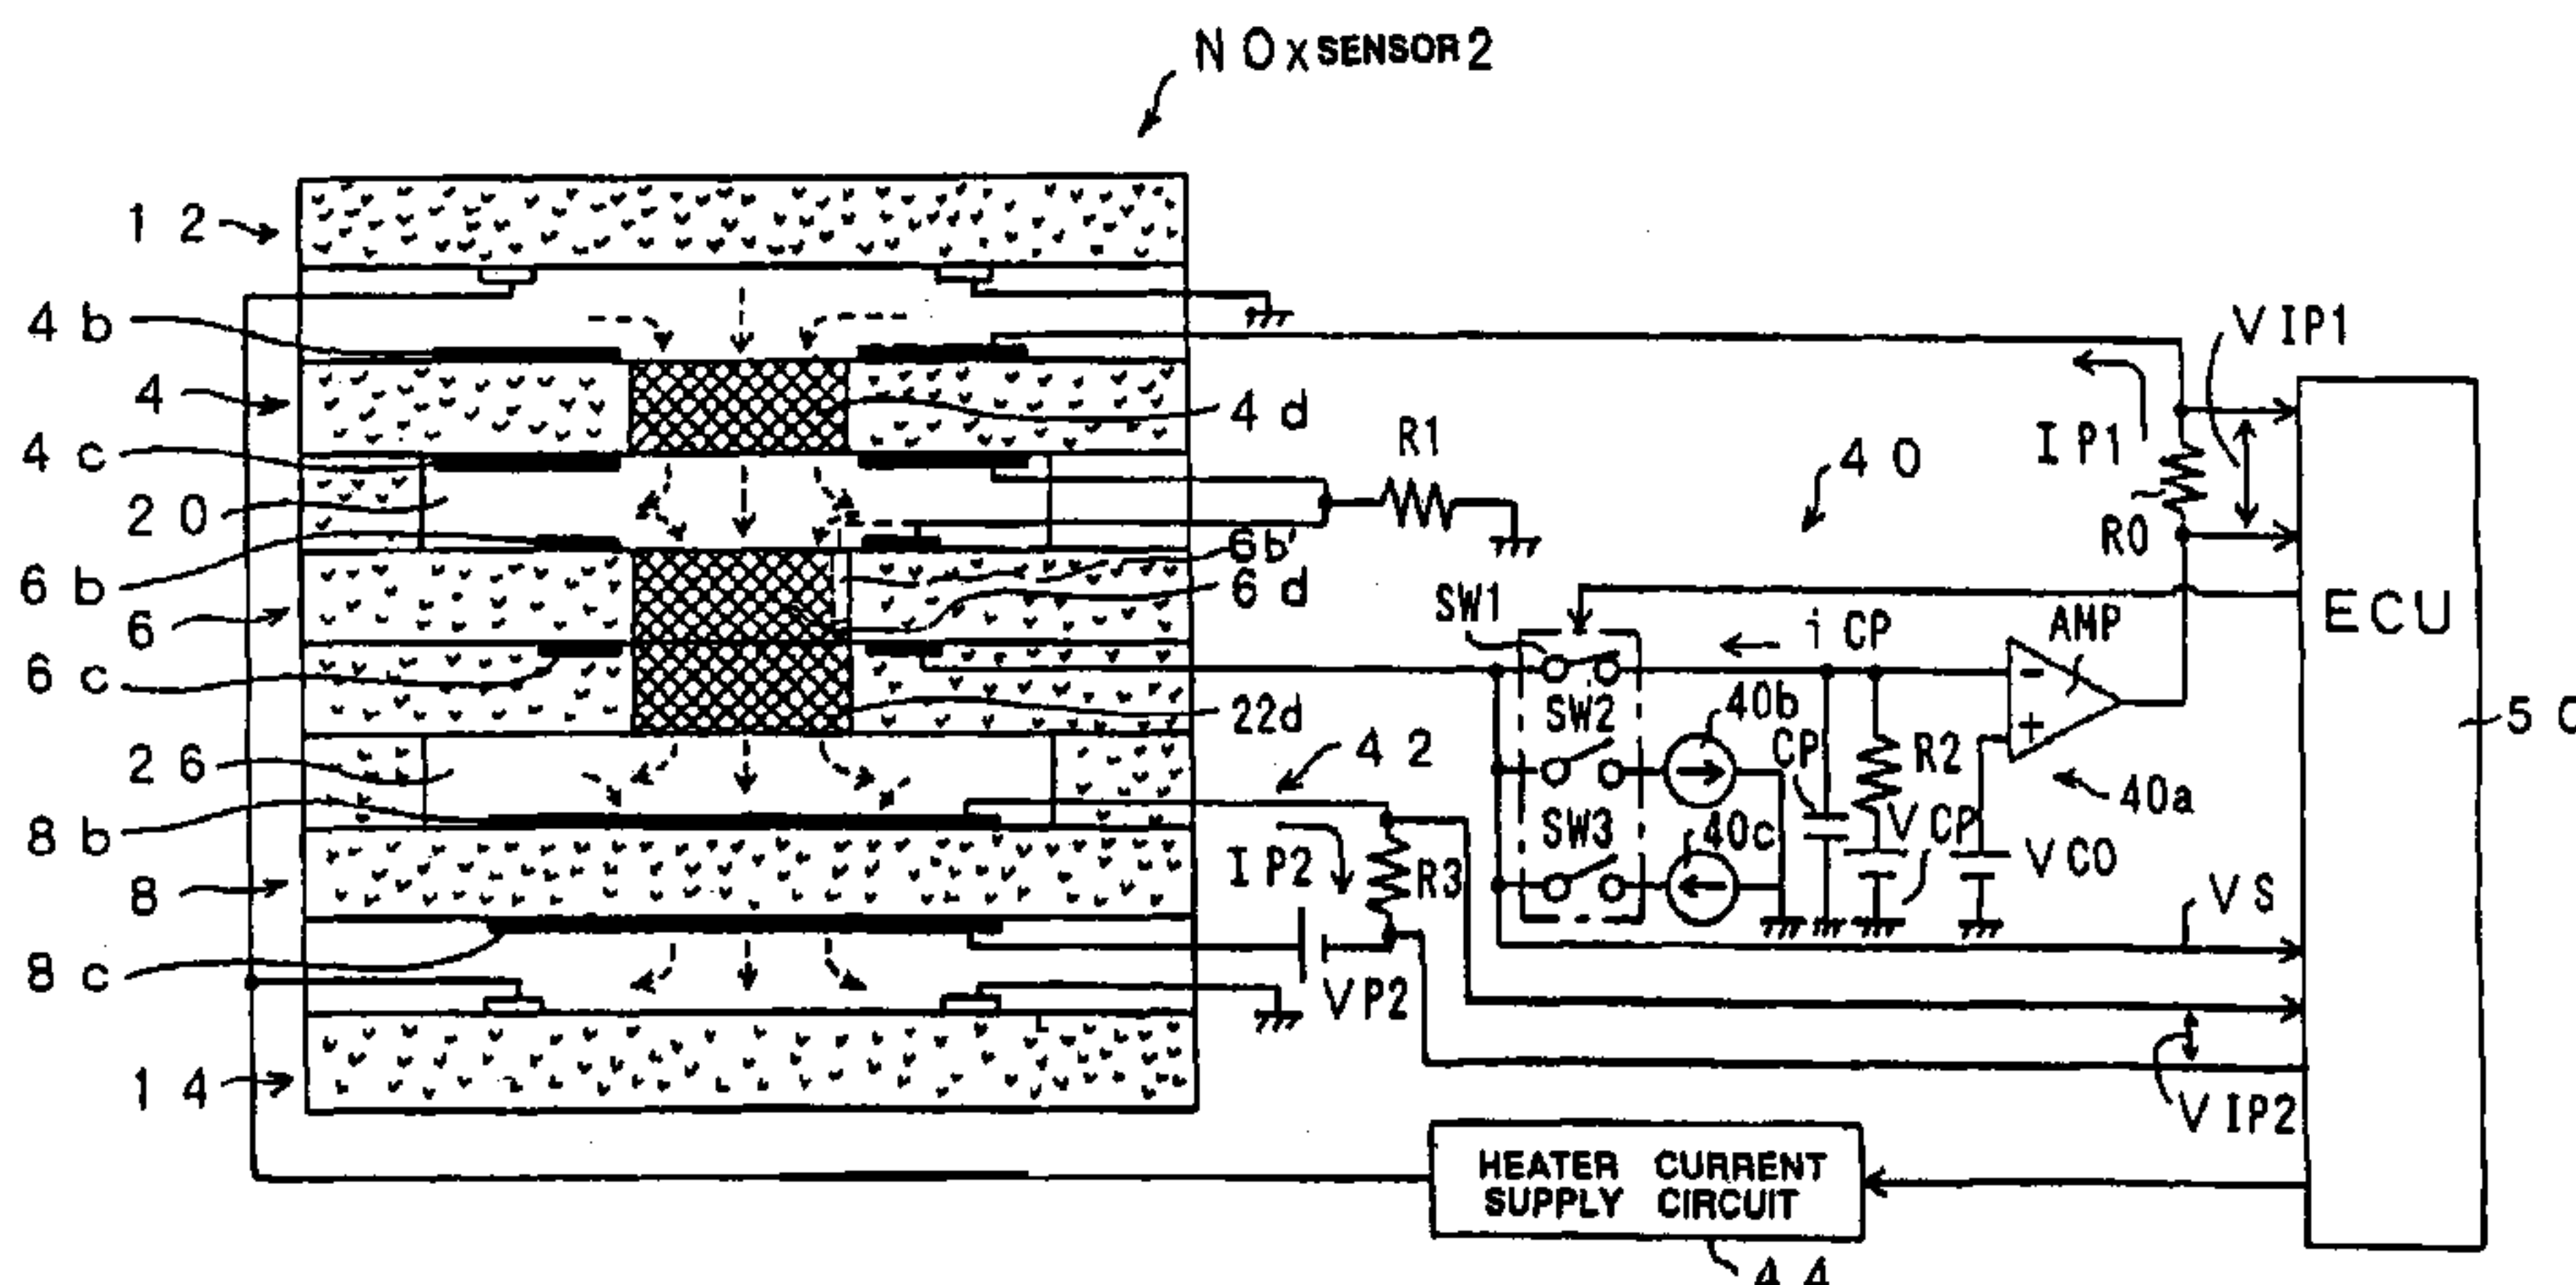 NOX SENSOR 2
12
4b
4
4c
20
6b
6
6c
26
8b
8
8c
14
4d
R1
6b'
6d
22d
42
IP2
R3
VP2
40
SW1
SW2
SW3
iCP
40b
40c
CP
R2
VCP
AMP
-
+
40a
VCO
IP1
R0
VIP1
ECU
VS
VIP2
HEATER CURRENT
SUPPLY CIRCUIT
44